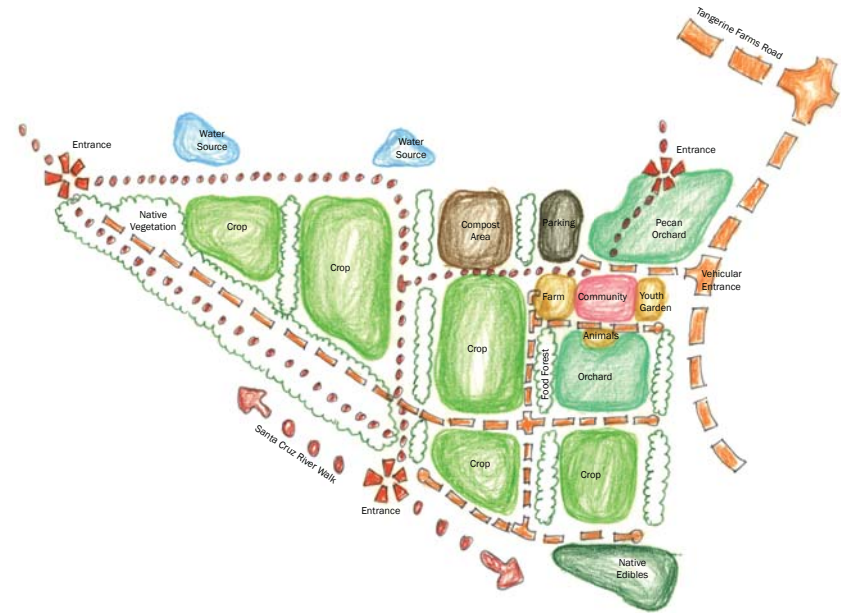 Tangerine Farms Road
Entrance
Water
Source
Water
Source
Entrance
Native
Vegetation
Crop
Crop
Compost
Area
Parking
Pecan
Orchard
Vehicular
Entrance
Farm
Community
Youth
Garden
Animals
Crop
Food Forest
Orchard
Santa Cruz River Walk
Crop
Crop
Entrance
Native
Edibles